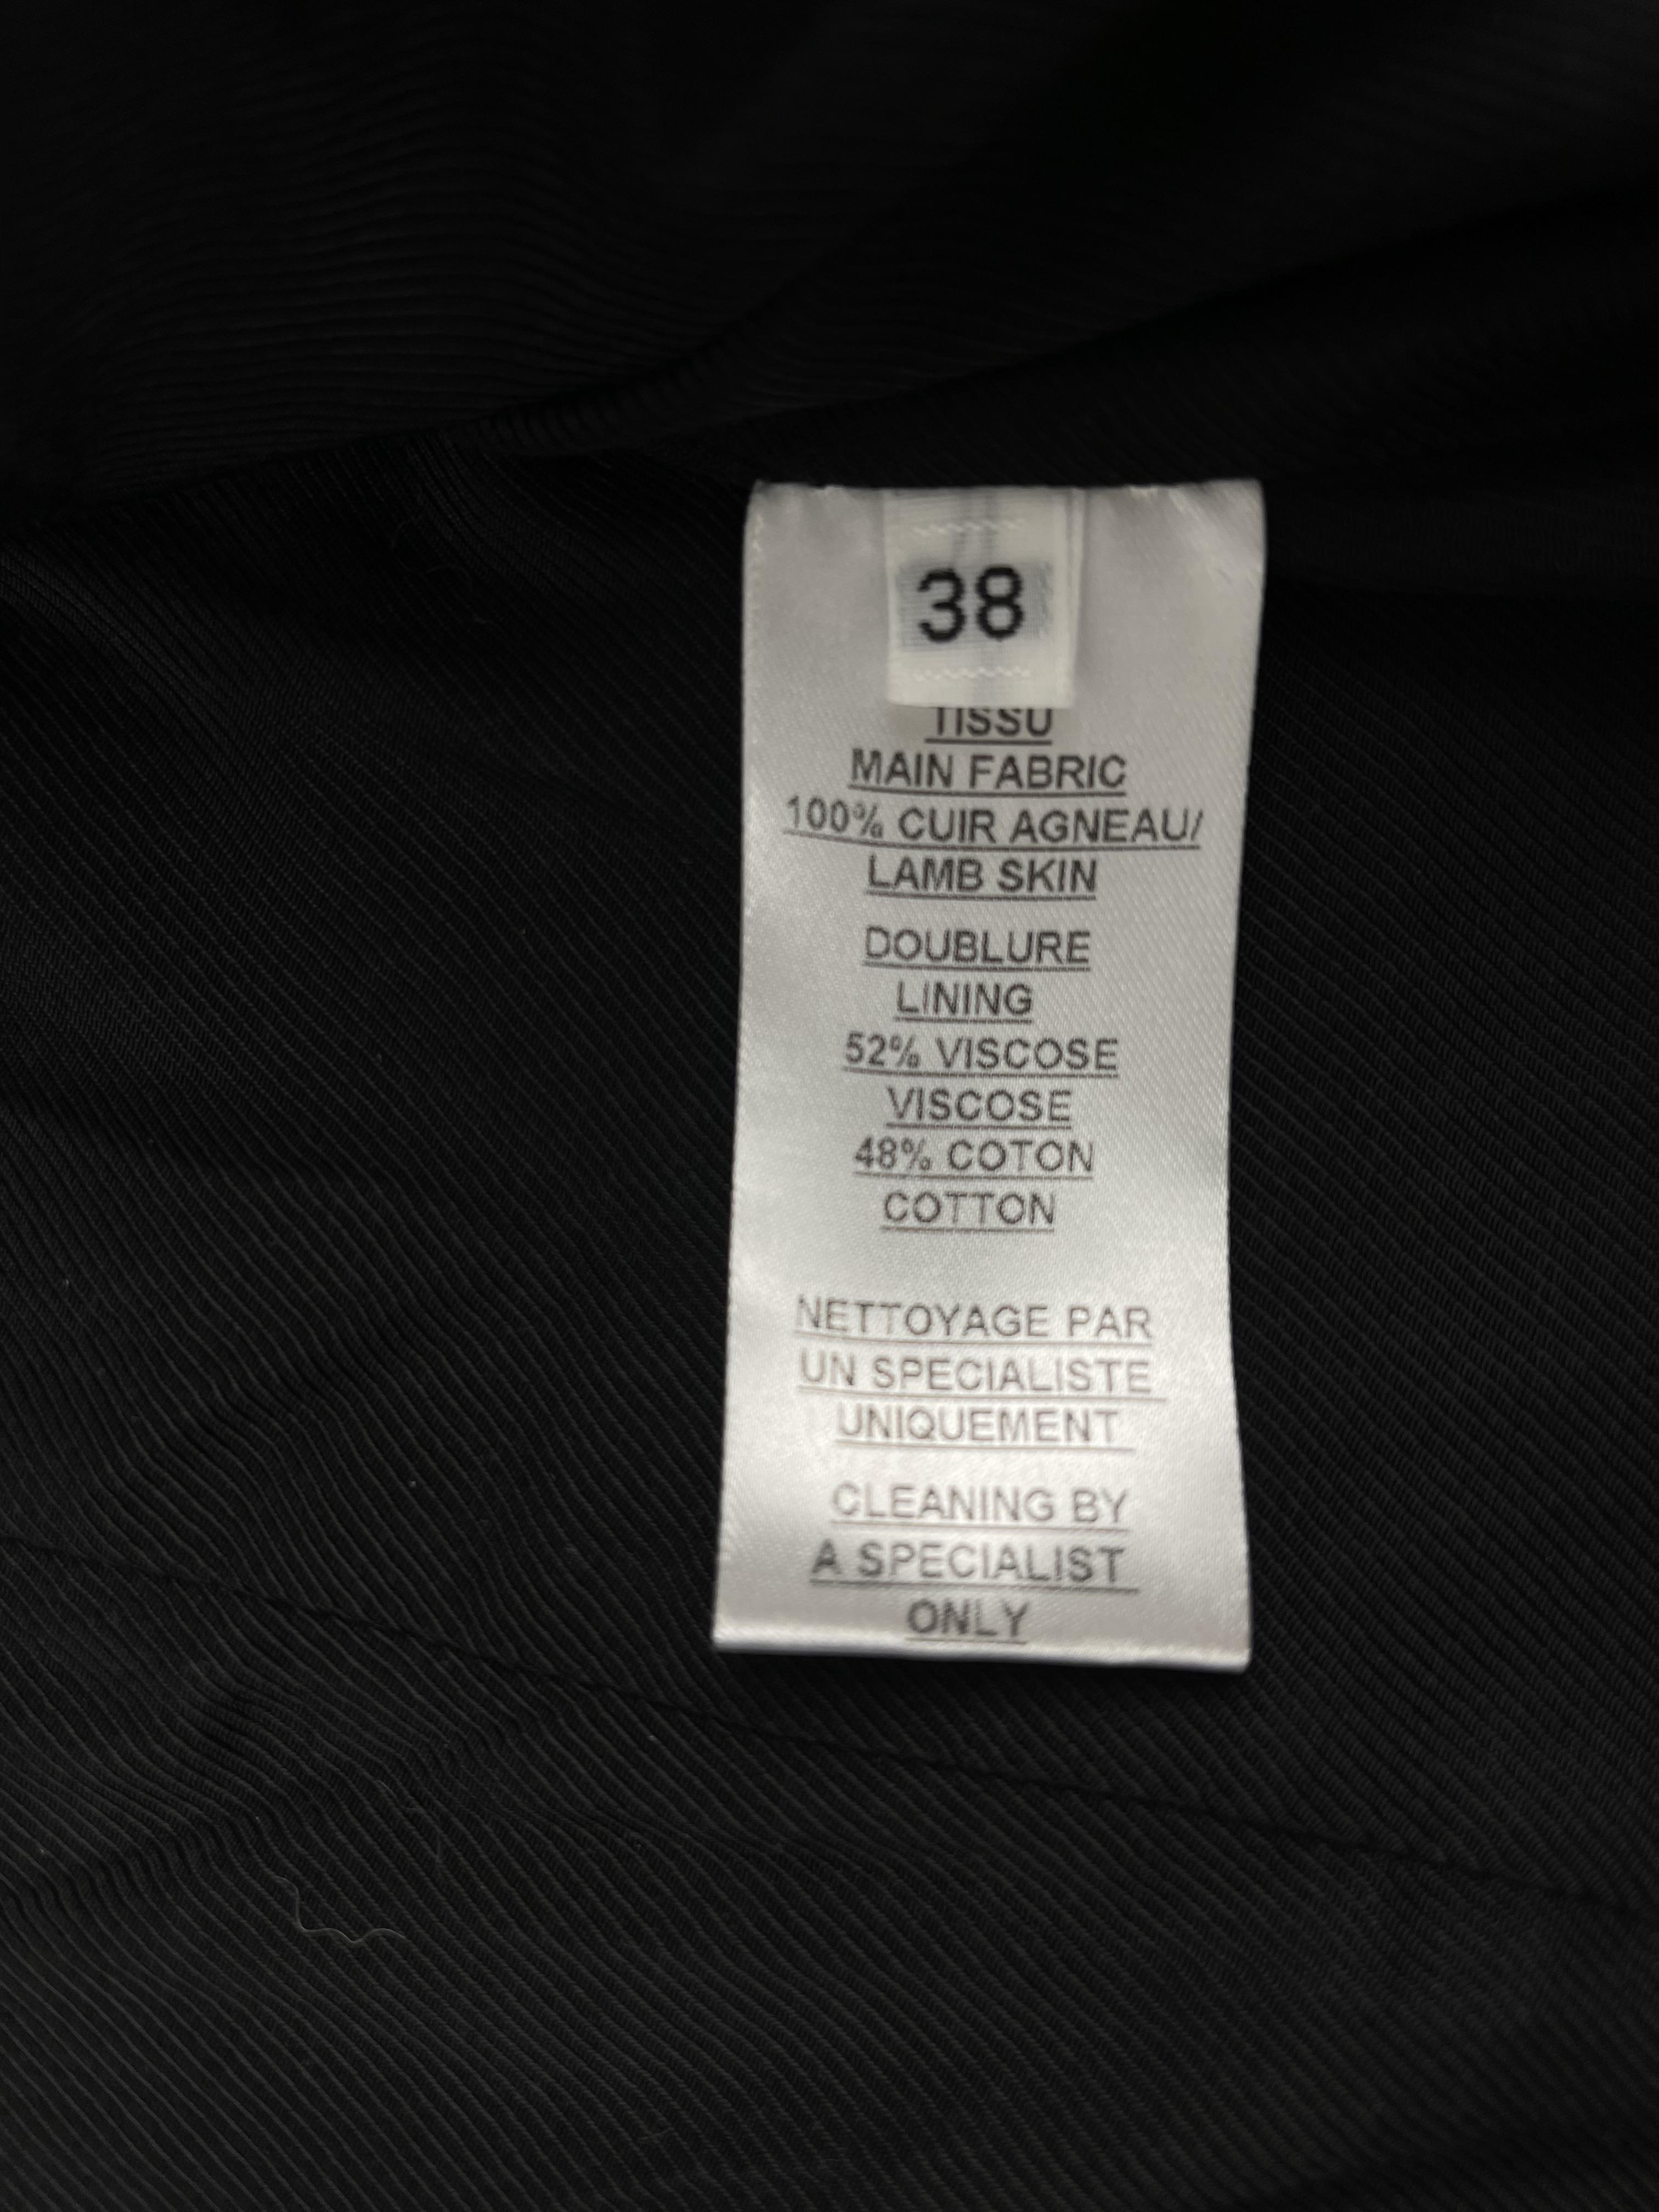 38
TISSU
MAIN FABRIC
100% CUIR AGNEAU/
LAMB SKIN
DOUBLURE
LINING
52% VISCOSE
VISCOSE
48% COTON
COTTON
NETTOYAGE PAR
UN SPECIALISTE
UNIQUEMENT
CLEANING BY
A SPECIALIST
ONLY